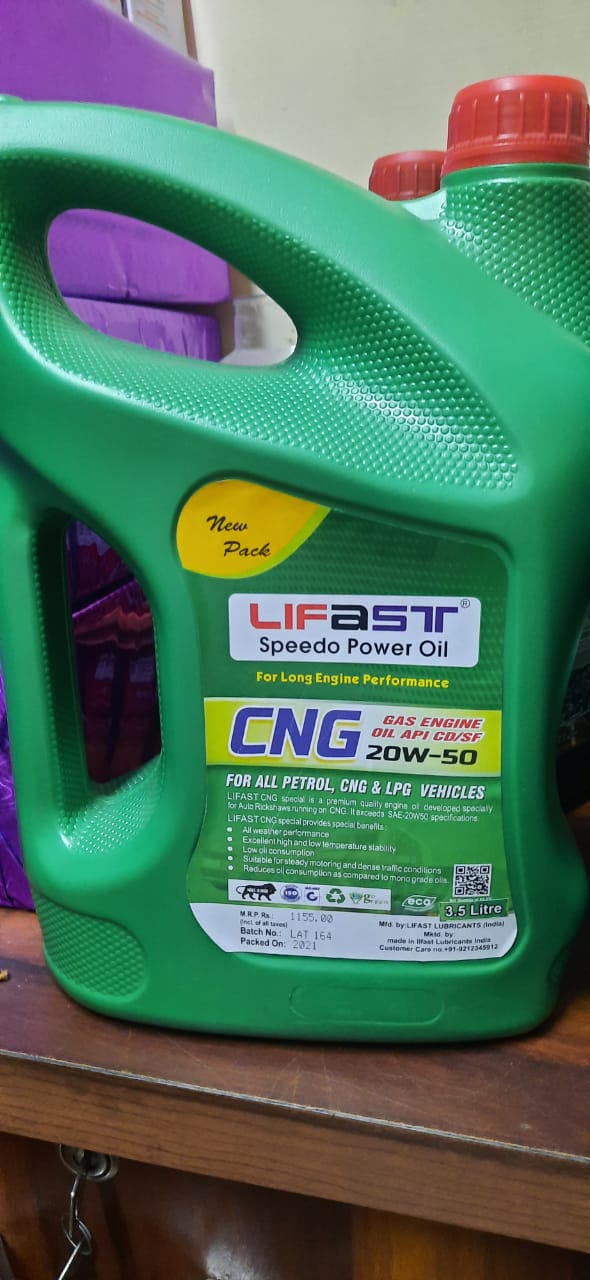 New
Pack
LIFAST®
Speedo Power Oil
For Long Engine Performance
CNG
GAS ENGINE
OIL API CD/SF
20W-50
FOR ALL PETROL, CNG & LPG VEHICLES
LIFAST CNG special is a premium quality engine oil developed specially
for Auto Rickshaws running on CNG. It exceeds SAE-20W50 specifications.
LIFAST CNG special provides special benefits:
All weather performance
Excellent high and low temperature stability
Low oil consumption
Suitable for steady motoring and dense traffic conditions
Reduces oil consumption as compared to mono grade oils.
ISO
eco
3.5 Litre
M.R.P. Rs.: 1155.00
(Incl. of all taxes)
Batch No.: LAT 164
Packed On: 2021
Mfd. by:LIFAST LUBRICANTS (India)
Mktd. by:
made in lifast Lubricants India
Customer Care no.+91-9212345912